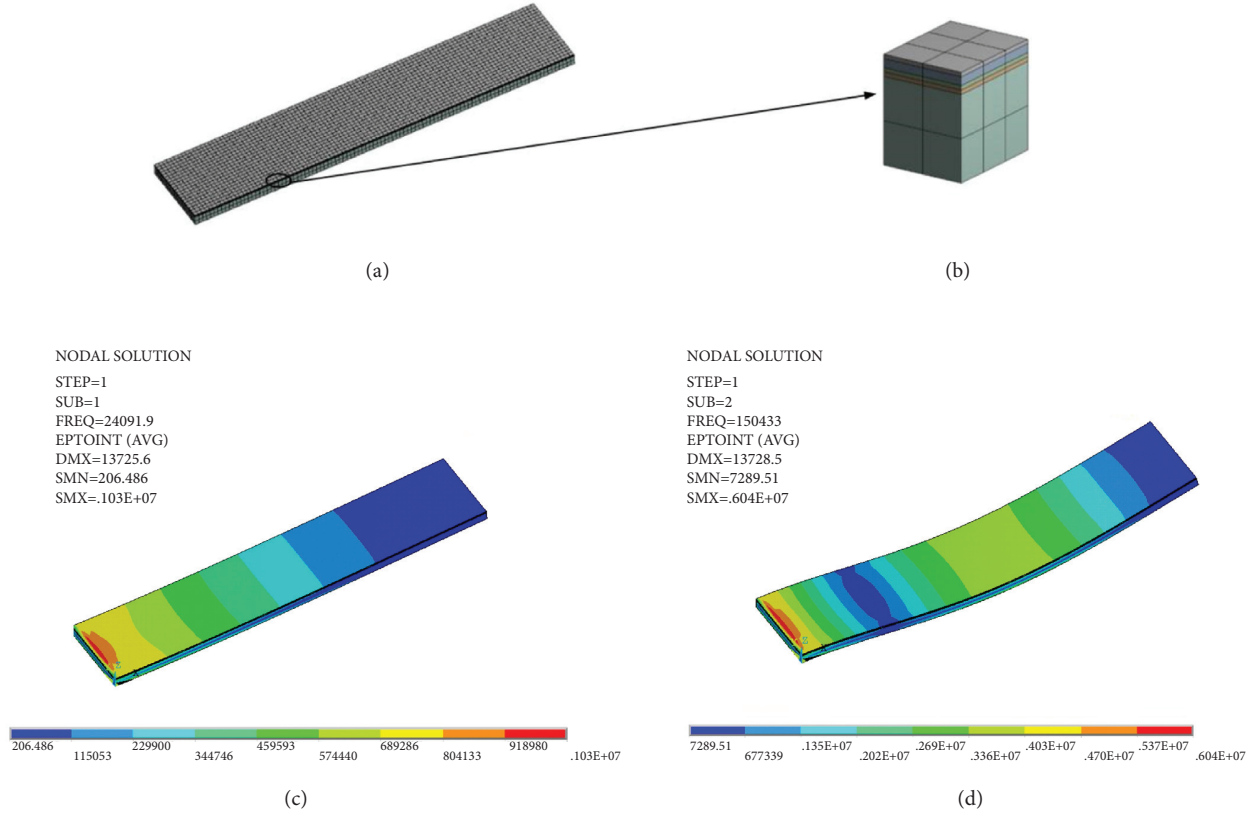 (a)
(b)
NODAL SOLUTION
STEP=1
SUB=1
FREQ=24091.9
EPTOINT (AVG)
DMX=13725.6
SMN=206.486
SMX=.103E+07
Z
206.486 229900 459593 689286 918980
115053 344746 574440 804133 .103E+07
(c)
NODAL SOLUTION
STEP=1
SUB=2
FREQ=150433
EPTOINT (AVG)
DMX=13728.5
SMN=7289.51
SMX=.604E+07
Z
7289.51 .135E+07 .269E+07 .403E+07 .537E+07
677339 .202E+07 .336E+07 .470E+07 .604E+07
(d)